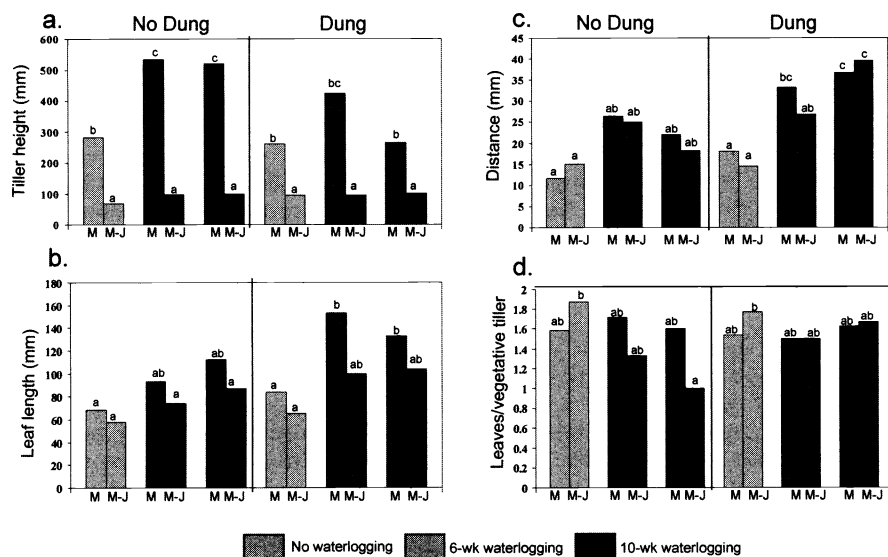 a.
No Dung Dung
Tiller height (mm)
600
500
400
300
200
100
0
b a c a c a b a bc a b a
M M-J M M-J M M-J M M-J M M-J M M-J
b.
Leaf length (mm)
180
160
140
120
100
80
60
40
20
0
a a ab a ab a a a b ab b ab
M M-J M M-J M M-J M M-J M M-J M M-J
c.
No Dung Dung
Distance (mm)
45
40
35
30
25
20
15
10
5
0
a a ab ab ab ab a a bc ab c c
M M-J M M-J M M-J M M-J M M-J M M-J
d.
Leaves/vegetative tiller
2
1.8
1.6
1.4
1.2
1
0.8
0.6
0.4
0.2
0
ab b ab ab ab a ab b ab ab ab ab
M M-J M M-J M M-J M M-J M M-J M M-J
No waterlogging 6-wk waterlogging 10-wk waterlogging